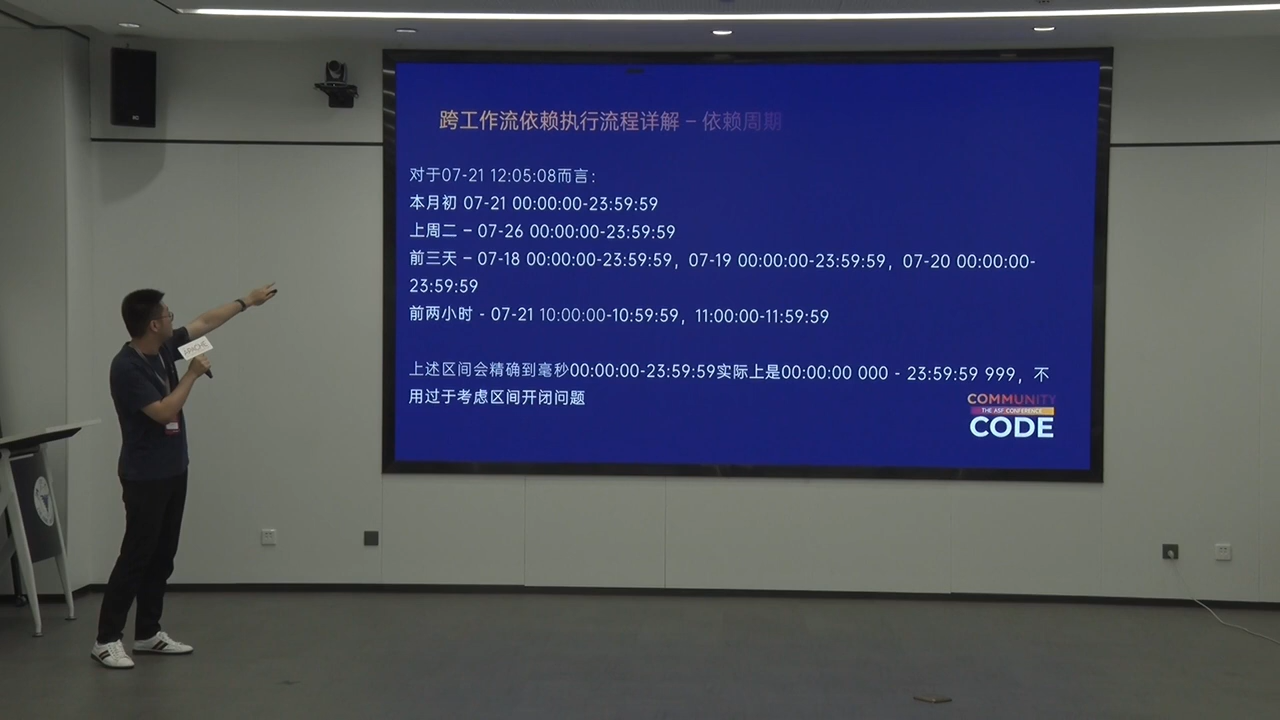 跨工作流依赖执行流程详解 – 依赖周期
对于07-21 12:05:08而言：
本月初 07-21 00:00:00-23:59:59
上周二 – 07-26 00:00:00-23:59:59
前三天 – 07-18 00:00:00-23:59:59，07-19 00:00:00-23:59:59，07-20 00:00:00-
23:59:59
前两小时 - 07-21 10:00:00-10:59:59，11:00:00-11:59:59
上述区间会精确到毫秒00:00:00-23:59:59实际上是00:00:00 000 - 23:59:59 999，不
用过于考虑区间开闭问题
COMMUNITY
THE ASF CONFERENCE
CODE
APACHE